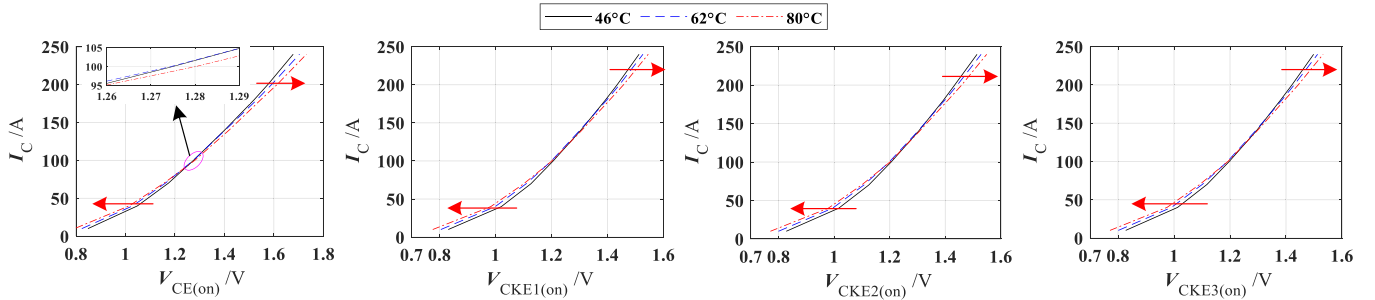 46°C 62°C 80°C
250
200
150
100
50
0
I_C /A
105
100
95
1.26 1.27 1.28 1.29
0.8 1 1.2 1.4 1.6 1.8
V_CE(on) /V
250
200
150
100
50
0
I_C /A
0.7 0.8 1 1.2 1.4 1.6
V_CKE1(on) /V
250
200
150
100
50
0
I_C /A
0.7 0.8 1 1.2 1.4 1.6
V_CKE2(on) /V
250
200
150
100
50
0
I_C /A
0.7 0.8 1 1.2 1.4 1.6
V_CKE3(on) /V